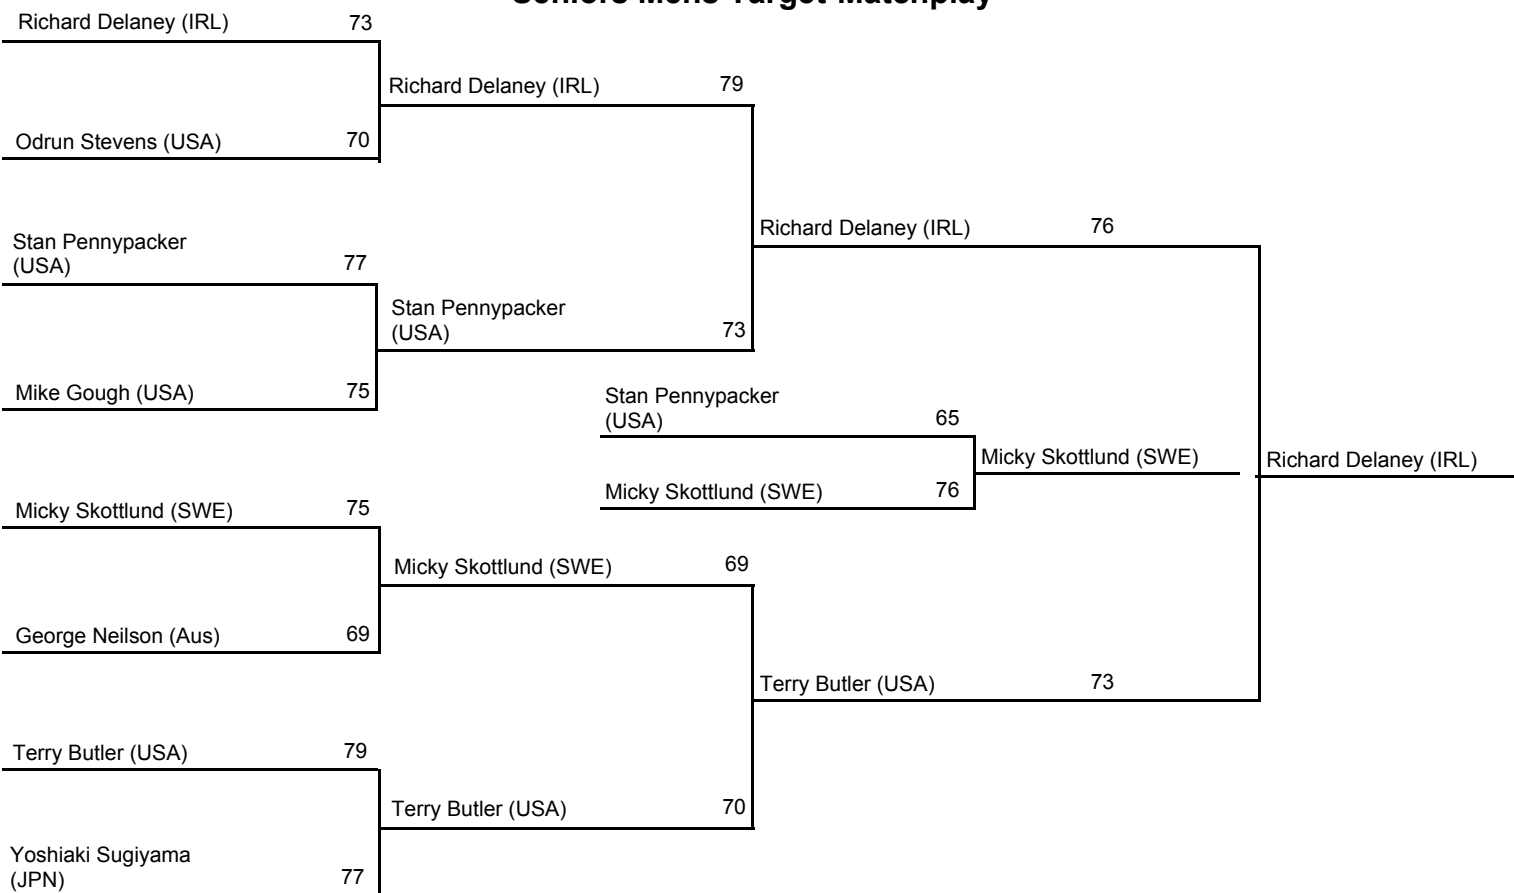 Seniors Mens Target Matchplay
Richard Delaney (IRL) 73
Richard Delaney (IRL) 79
Odrun Stevens (USA) 70
Richard Delaney (IRL) 76
Stan Pennypacker
(USA) 77
Stan Pennypacker
(USA) 73
Mike Gough (USA) 75
Stan Pennypacker
(USA) 65
Micky Skottlund (SWE)
Richard Delaney (IRL)
Micky Skottlund (SWE) 76
Micky Skottlund (SWE) 75
Micky Skottlund (SWE) 69
George Neilson (Aus) 69
Terry Butler (USA) 73
Terry Butler (USA) 79
Terry Butler (USA) 70
Yoshiaki Sugiyama
(JPN) 77